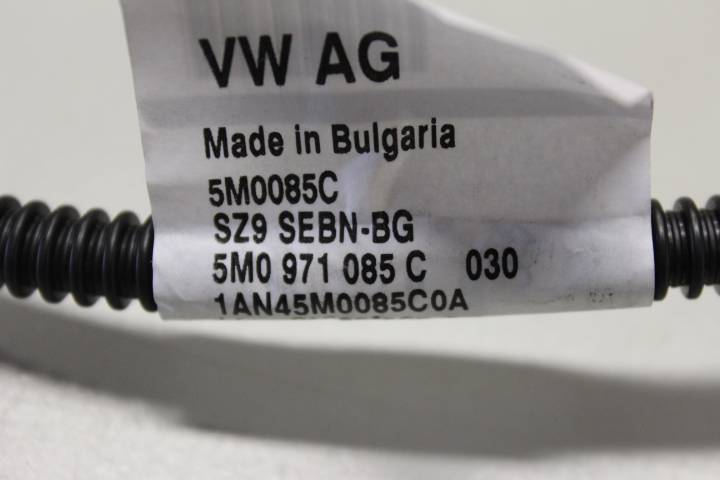 VW AG
Made in Bulgaria
5M0085C
SZ9 SEBN-BG
5M0 971 085 C 030
1AN45M0085C0A